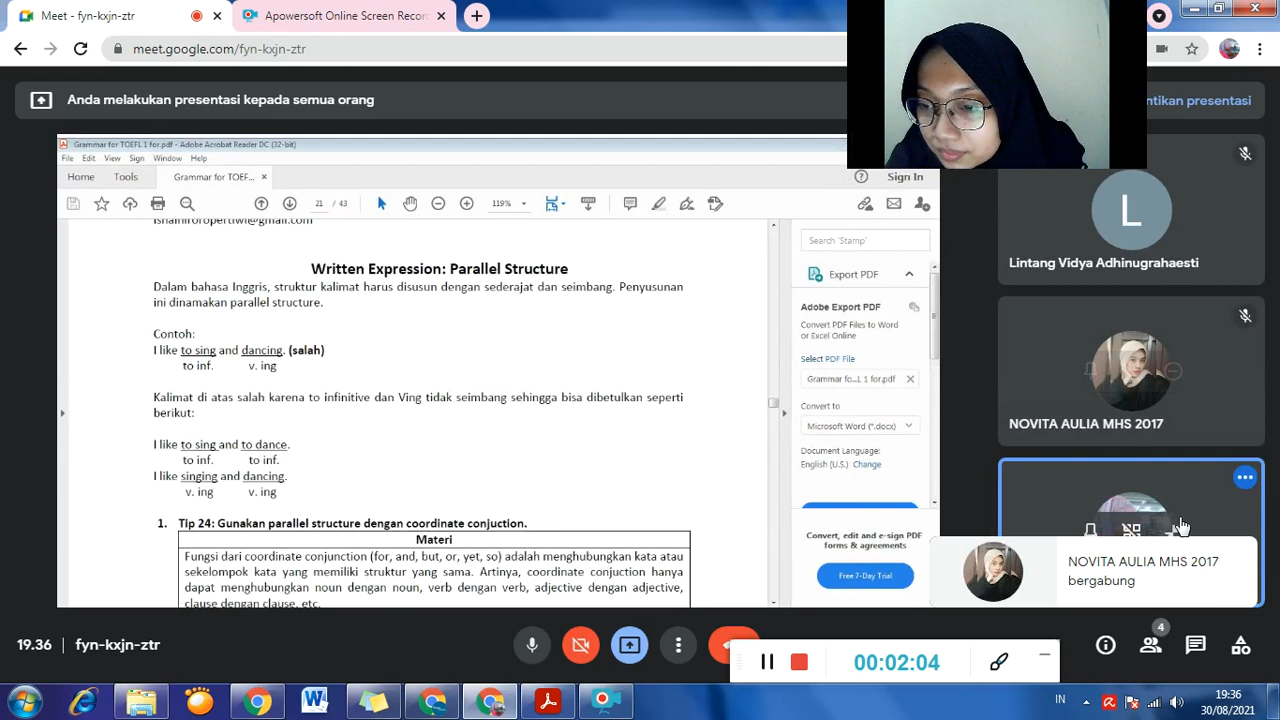 Meet - fyn-kxjn-ztr
Apowersoft Online Screen Recor
meet.google.com/fyn-kxjn-ztr
Anda melakukan presentasi kepada semua orang
ntikan presentasi
Grammar for TOEFL 1 for.pdf - Adobe Acrobat Reader DC (32-bit)
File Edit View Sign Window Help
Home Tools Grammar for TOEF... Sign In
21 / 43 119%
Written Expression: Parallel Structure
Dalam bahasa Inggris, struktur kalimat harus disusun dengan sederajat dan seimbang. Penyusunan
ini dinamakan parallel structure.
Contoh:
I like to sing and dancing. (salah)
to inf. v. ing
Kalimat di atas salah karena to infinitive dan Ving tidak seimbang sehingga bisa dibetulkan seperti
berikut:
I like to sing and to dance.
to inf. to inf.
I like singing and dancing.
v. ing v. ing
1. Tip 24: Gunakan parallel structure dengan coordinate conjuction.
Materi
Fungsi dari coordinate conjunction (for, and, but, or, yet, so) adalah menghubungkan kata atau
sekelompok kata yang memiliki struktur yang sama. Artinya, coordinate conjuction hanya
dapat menghubungkan noun dengan noun, verb dengan verb, adjective dengan adjective,
clause dengan clause, etc.
Search 'Stamp'
Export PDF
Adobe Export PDF
Convert PDF Files to Word
or Excel Online
Select PDF File
Grammar fo...L 1 for.pdf
Convert to
Microsoft Word (*.docx)
Document Language:
English (U.S.) Change
Convert, edit and e-sign PDF
forms & agreements
Free 7-Day Trial
L
Lintang Vidya Adhinugrahaesti
NOVITA AULIA MHS 2017
NOVITA AULIA MHS 2017
bergabung
19.36 fyn-kxjn-ztr
4
00:02:04
IN
19:36
30/08/2021